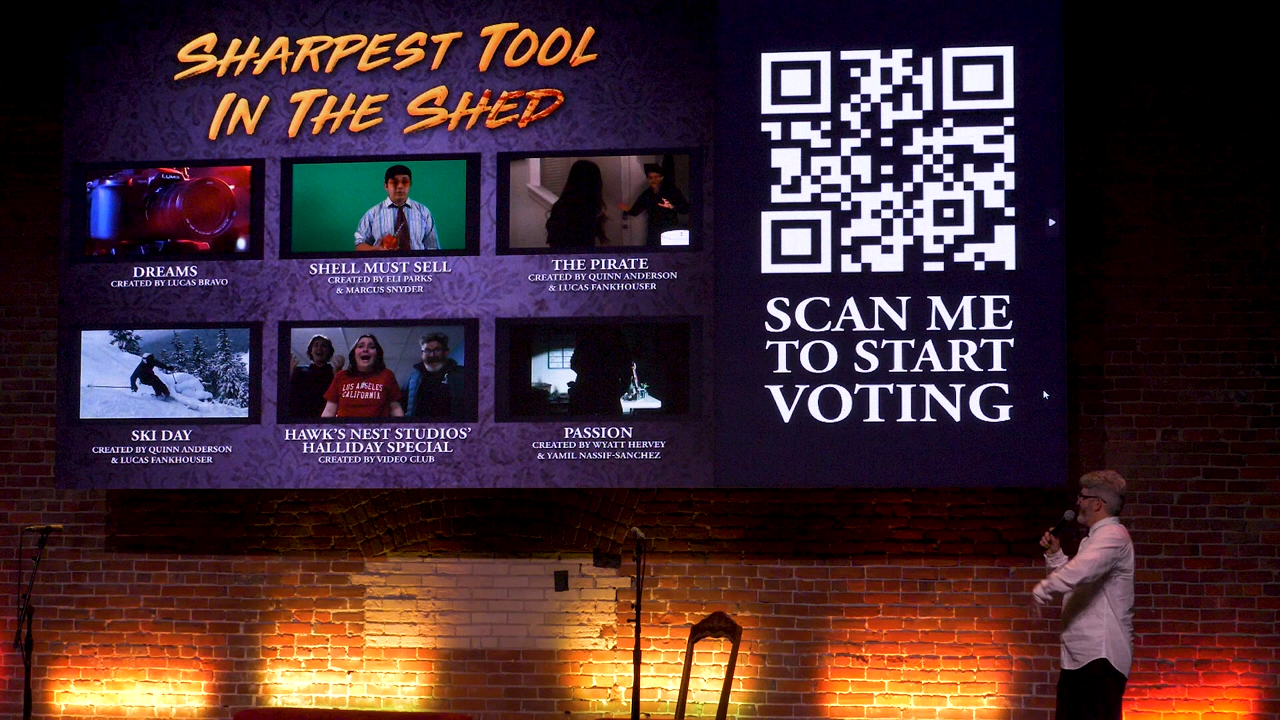 SHARPEST TOOL
IN THE SHED
LUMIX
DREAMS
CREATED BY LUCAS BRAVO
SHELL MUST SELL
CREATED BY ELI PARKS
& MARCUS SNYDER
THE PIRATE
CREATED BY QUINN ANDERSON
& LUCAS FANKHOUSER
LOS ANGELES
CALIFORNIA
SKI DAY
CREATED BY QUINN ANDERSON
& LUCAS FANKHOUSER
HAWK'S NEST STUDIOS'
HALLIDAY SPECIAL
CREATED BY VIDEO CLUB
PASSION
CREATED BY WYATT HERVEY
& YAMIL NASSIF-SANCHEZ
SCAN ME
TO START
VOTING